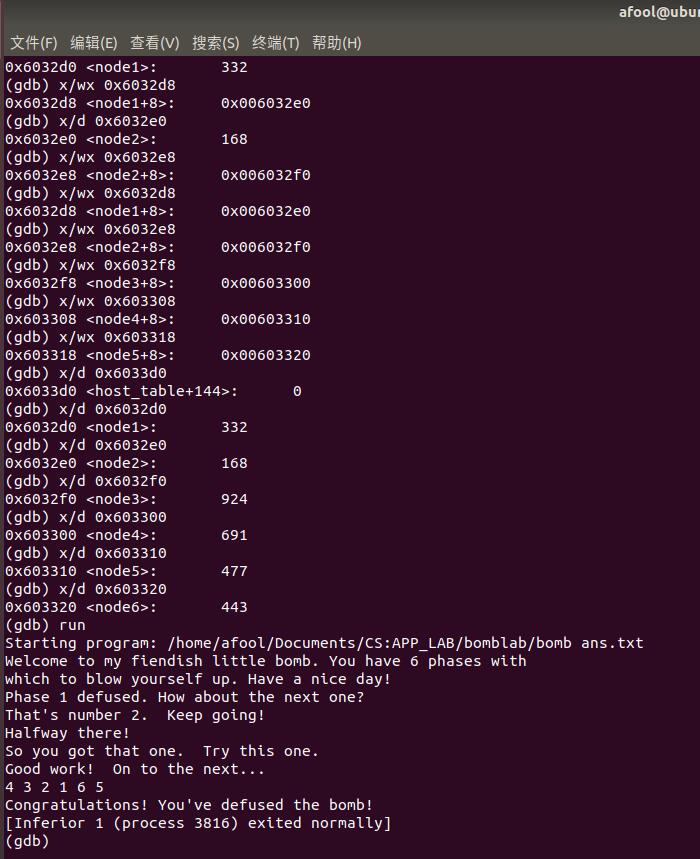 afool@ubun
文件(F) 编辑(E) 查看(V) 搜索(S) 终端(T) 帮助(H)
0x6032d0 <node1>: 332
(gdb) x/wx 0x6032d8
0x6032d8 <node1+8>: 0x006032e0
(gdb) x/d 0x6032e0
0x6032e0 <node2>: 168
(gdb) x/wx 0x6032e8
0x6032e8 <node2+8>: 0x006032f0
(gdb) x/wx 0x6032d8
0x6032d8 <node1+8>: 0x006032e0
(gdb) x/wx 0x6032e8
0x6032e8 <node2+8>: 0x006032f0
(gdb) x/wx 0x6032f8
0x6032f8 <node3+8>: 0x00603300
(gdb) x/wx 0x603308
0x603308 <node4+8>: 0x00603310
(gdb) x/wx 0x603318
0x603318 <node5+8>: 0x00603320
(gdb) x/d 0x6033d0
0x6033d0 <host_table+144>: 0
(gdb) x/d 0x6032d0
0x6032d0 <node1>: 332
(gdb) x/d 0x6032e0
0x6032e0 <node2>: 168
(gdb) x/d 0x6032f0
0x6032f0 <node3>: 924
(gdb) x/d 0x603300
0x603300 <node4>: 691
(gdb) x/d 0x603310
0x603310 <node5>: 477
(gdb) x/d 0x603320
0x603320 <node6>: 443
(gdb) run
Starting program: /home/afool/Documents/CS:APP_LAB/bomblab/bomb ans.txt
Welcome to my fiendish little bomb. You have 6 phases with
which to blow yourself up. Have a nice day!
Phase 1 defused. How about the next one?
That's number 2.  Keep going!
Halfway there!
So you got that one.  Try this one.
Good work!  On to the next...
4 3 2 1 6 5
Congratulations! You've defused the bomb!
[Inferior 1 (process 3816) exited normally]
(gdb)